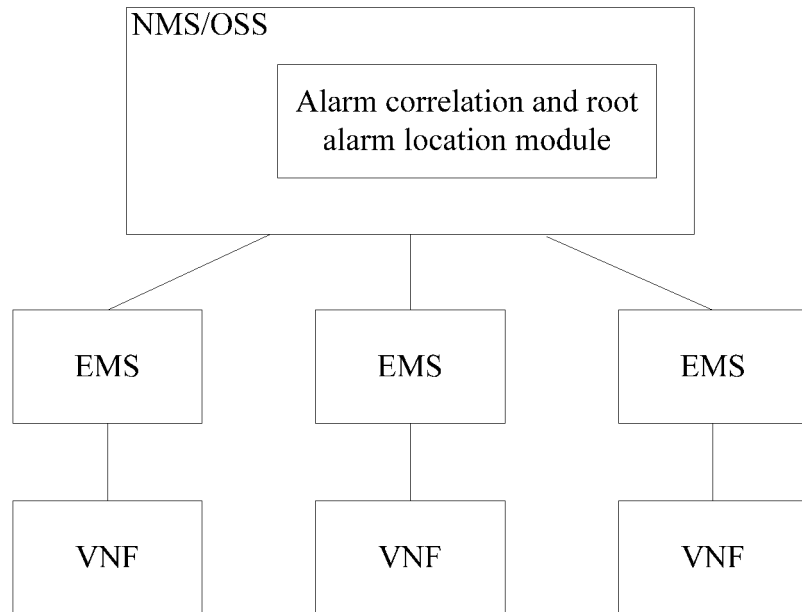 NMS/OSS
Alarm correlation and root
alarm location module
EMS
EMS
EMS
VNF
VNF
VNF